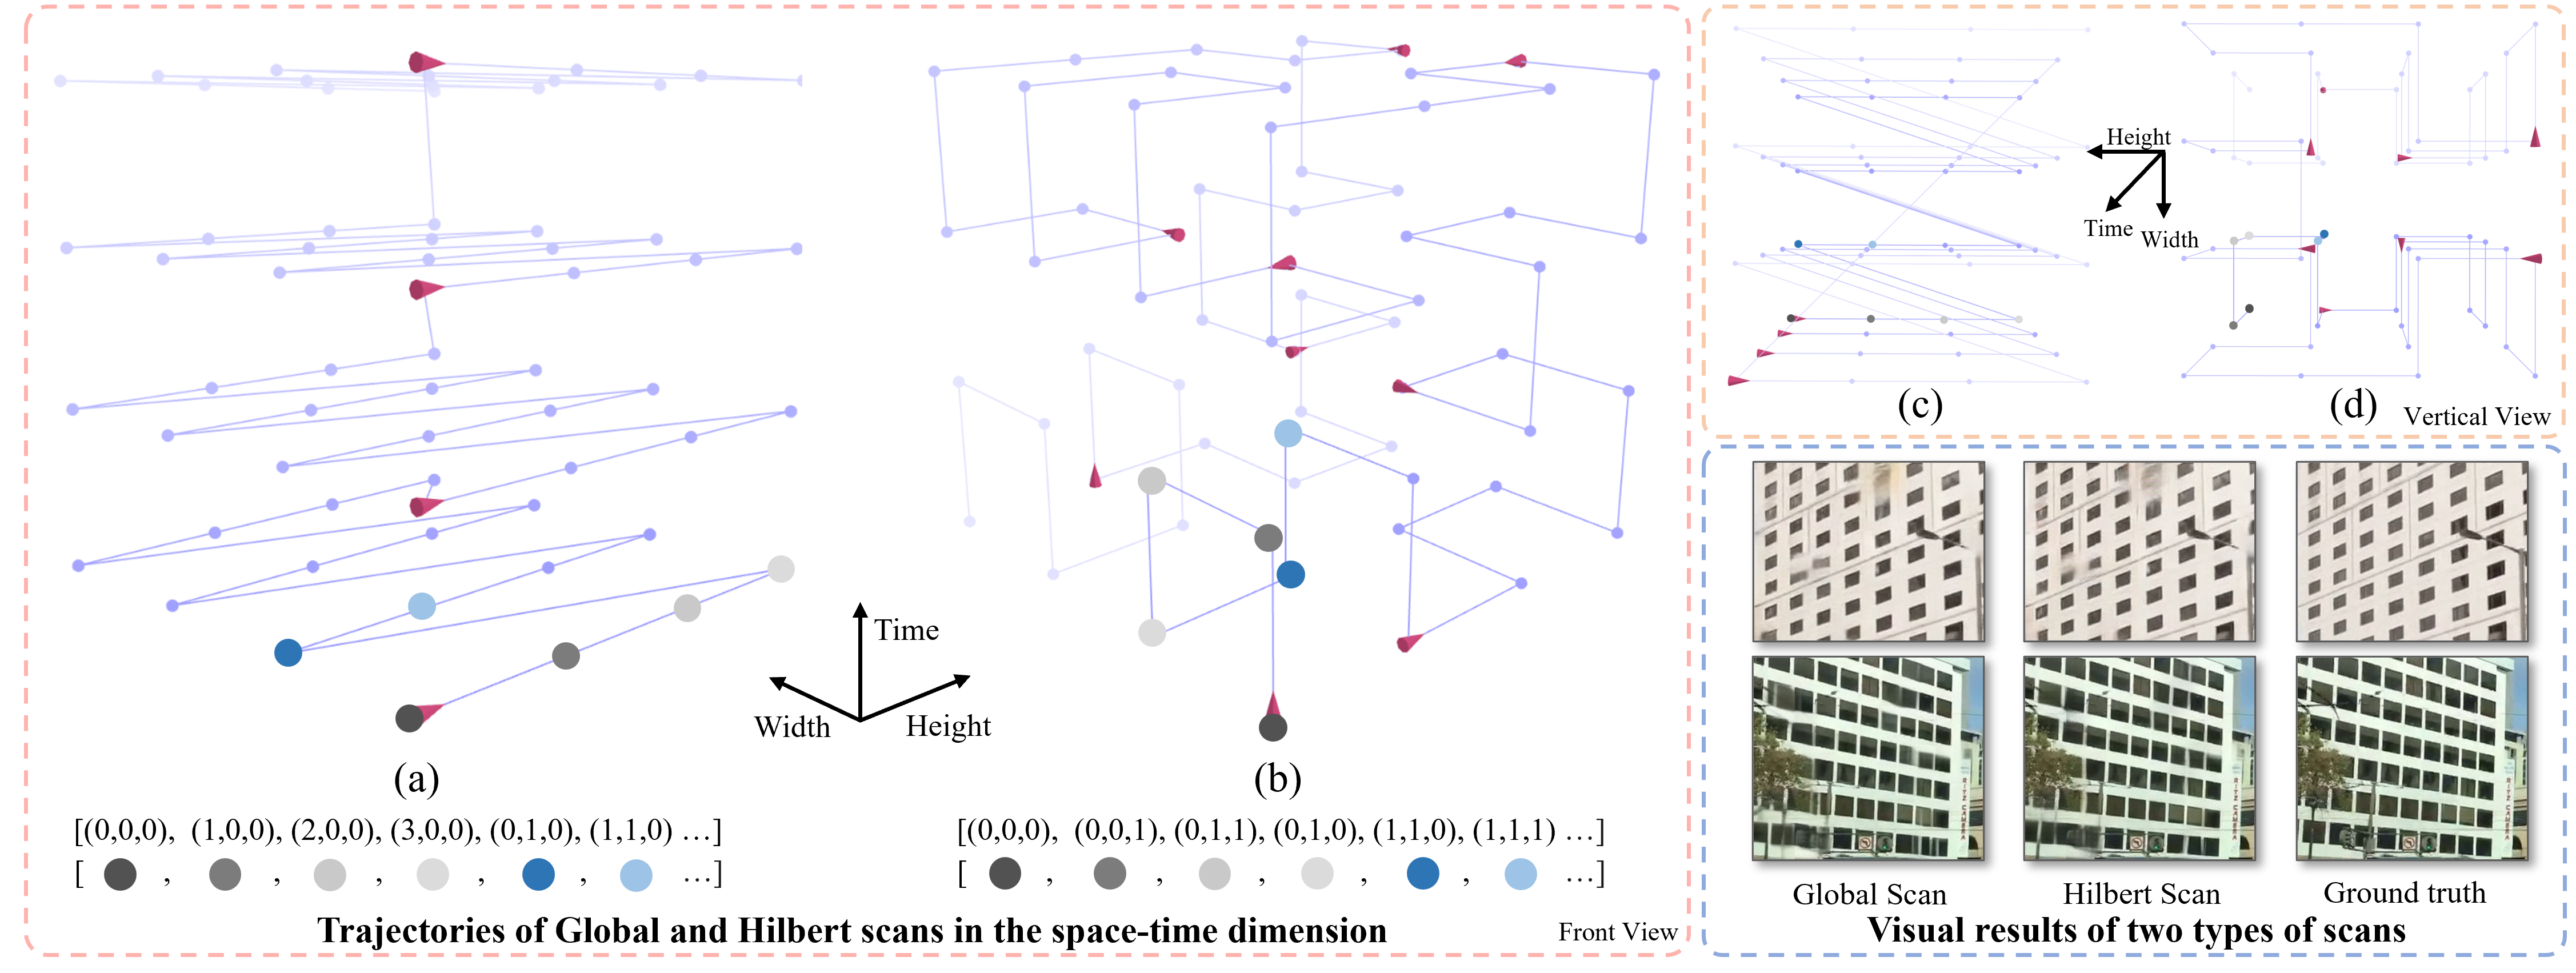 Time
Width
Height
(a)
(b)
[(0,0,0), (1,0,0), (2,0,0), (3,0,0), (0,1,0), (1,1,0) …]
[(0,0,0), (0,0,1), (0,1,1), (0,1,0), (1,1,0), (1,1,1) …]
[ , , , , , …]
[ , , , , , …]
Trajectories of Global and Hilbert scans in the space-time dimension
Front View
Height
Time
Width
(c)
(d)
Vertical View
RITZ CAMERA
Global Scan
Hilbert Scan
Ground truth
Visual results of two types of scans